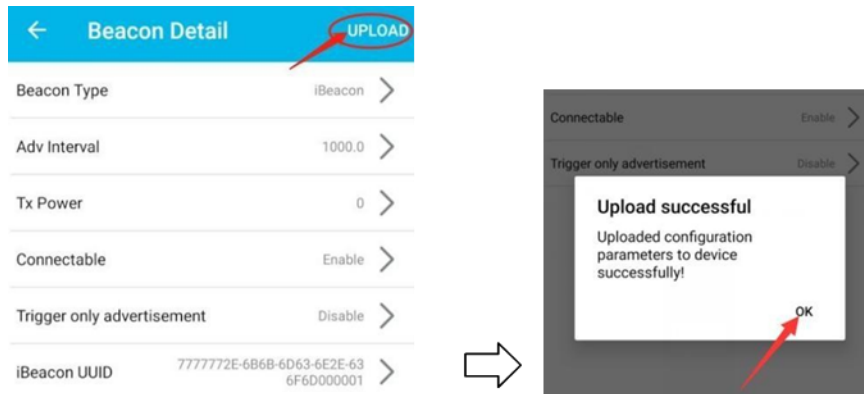 Beacon Detail UPLOAD
Beacon Type iBeacon
Adv Interval 1000.0
Tx Power 0
Connectable Enable
Trigger only advertisement Disable
iBeacon UUID 7777772E-6B6B-6D63-6E2E-63
6F6D000001
Connectable Enable
Trigger only advertisement Disable
Upload successful
Uploaded configuration
parameters to device
successfully!
OK